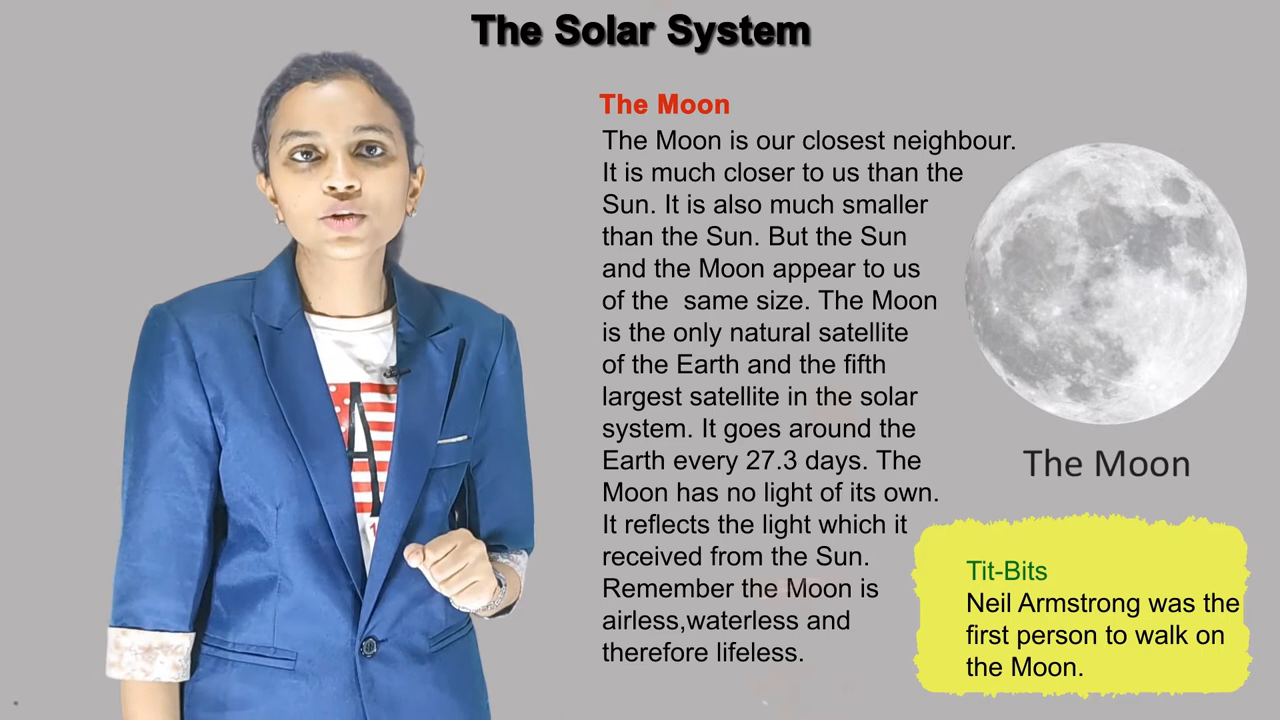 The Solar System
The Moon
The Moon is our closest neighbour.
It is much closer to us than the
Sun. It is also much smaller
than the Sun. But the Sun
and the Moon appear to us
of the  same size. The Moon
is the only natural satellite
of the Earth and the fifth
largest satellite in the solar
system. It goes around the
Earth every 27.3 days. The
Moon has no light of its own.
It reflects the light which it
received from the Sun.
Remember the Moon is
airless,waterless and
therefore lifeless.
The Moon
Tit-Bits
Neil Armstrong was the
first person to walk on
the Moon.
A